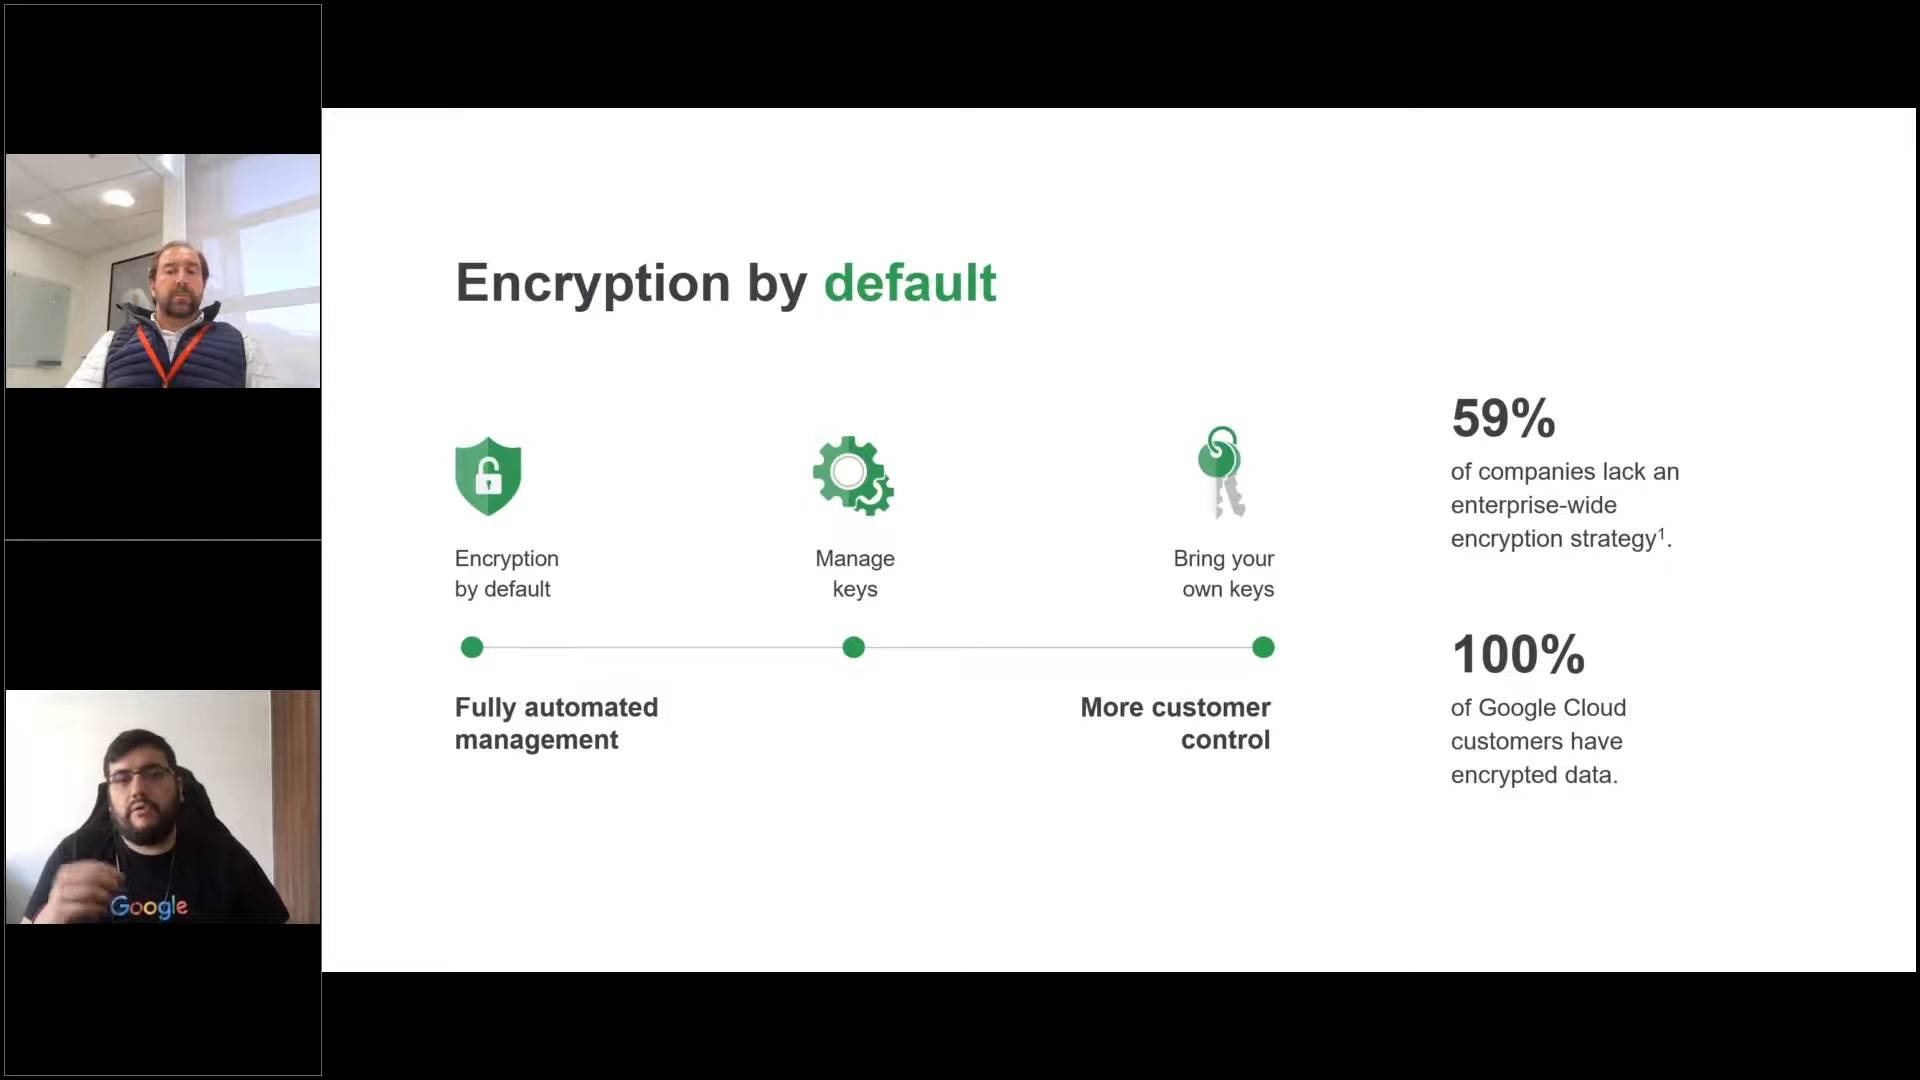 Encryption by default
Encryption
by default
Manage
keys
Bring your
own keys
Fully automated
management
More customer
control
59%
of companies lack an
enterprise-wide
encryption strategy¹.
100%
of Google Cloud
customers have
encrypted data.
Google